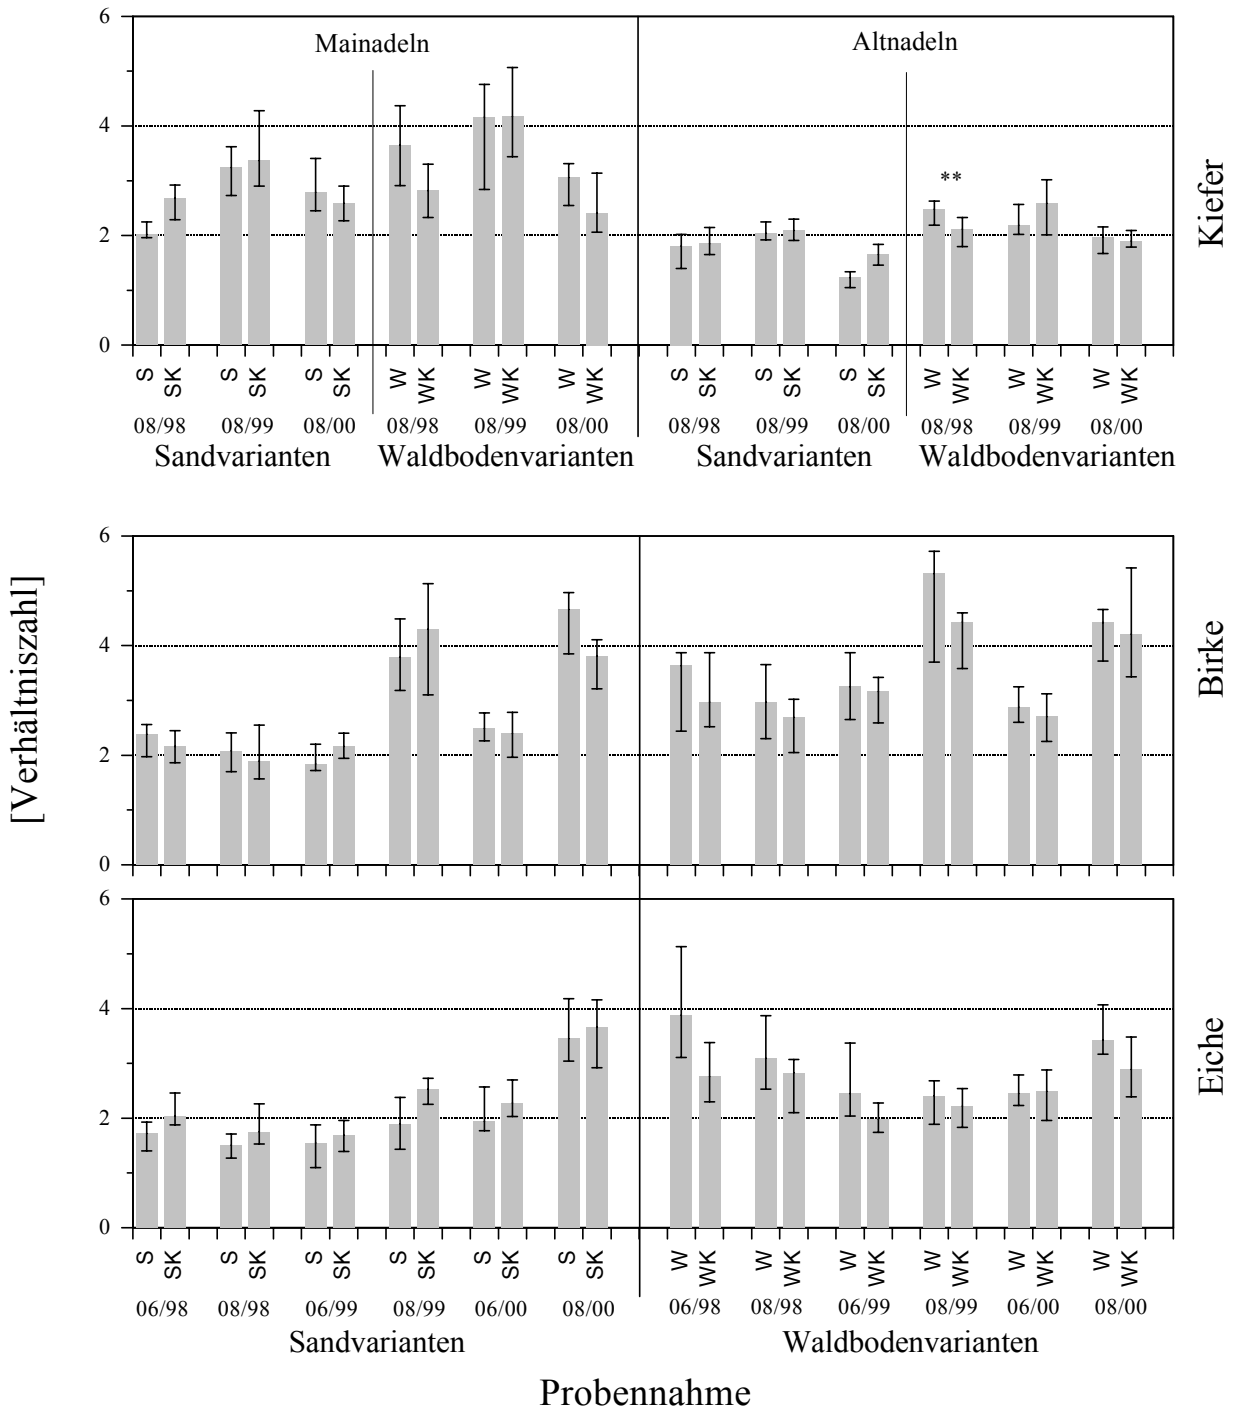 6
4
2
0
Mainadeln
Altnadeln
**
Kiefer
S SK S SK S SK W WK W WK W WK S SK S SK S SK W WK W WK W WK
08/98 08/99 08/00 08/98 08/99 08/00 08/98 08/99 08/00 08/98 08/99 08/00
Sandvarianten Waldbodenvarianten Sandvarianten Waldbodenvarianten
[Verhältniszahl]
6
4
2
0
Birke
6
4
2
0
Eiche
S SK S SK S SK S SK S SK S SK W WK W WK W WK W WK W WK W WK
06/98 08/98 06/99 08/99 06/00 08/00 06/98 08/98 06/99 08/99 06/00 08/00
Sandvarianten Waldbodenvarianten
Probennahme